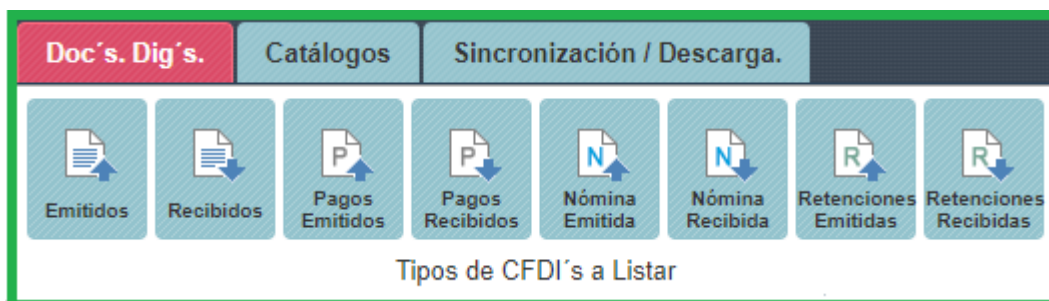 Doc´s. Dig´s.
Catálogos
Sincronización / Descarga.
P
P
N
N
R
R
Emitidos
Recibidos
Pagos
Emitidos
Pagos
Recibidos
Nómina
Emitida
Nómina
Recibida
Retenciones
Emitidas
Retenciones
Recibidas
Tipos de CFDI´s a Listar